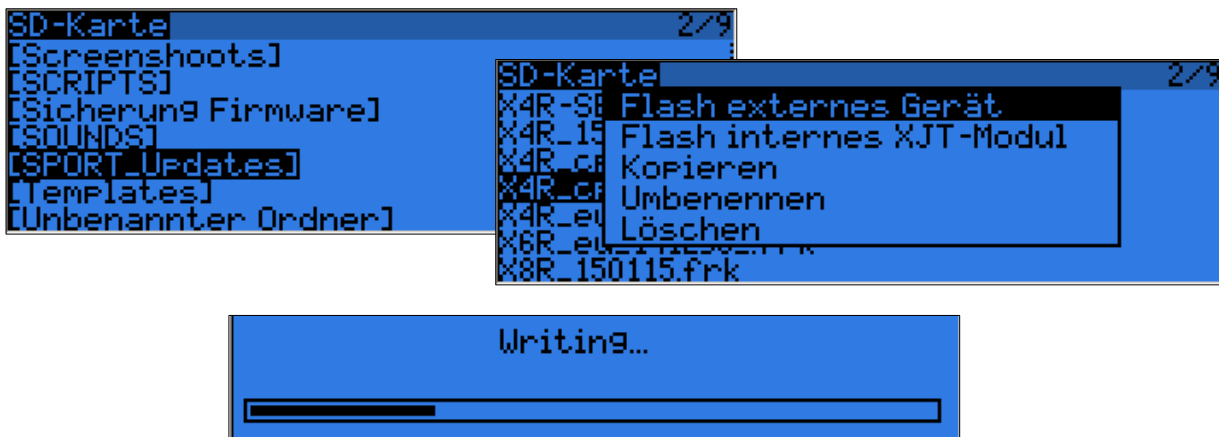 SD-Karte 2/9
[Screenshoots]
[SCRIPTS]
[Sicherung Firmware]
[SOUNDS]
[SPORT_Updates]
[Templates]
[Unbenannter Ordner]
SD-Karte 2/9
Flash externes Gerät
Flash internes XJT-Modul
Kopieren
Umbenennen
Löschen
X8R_150115.frk
Writing...